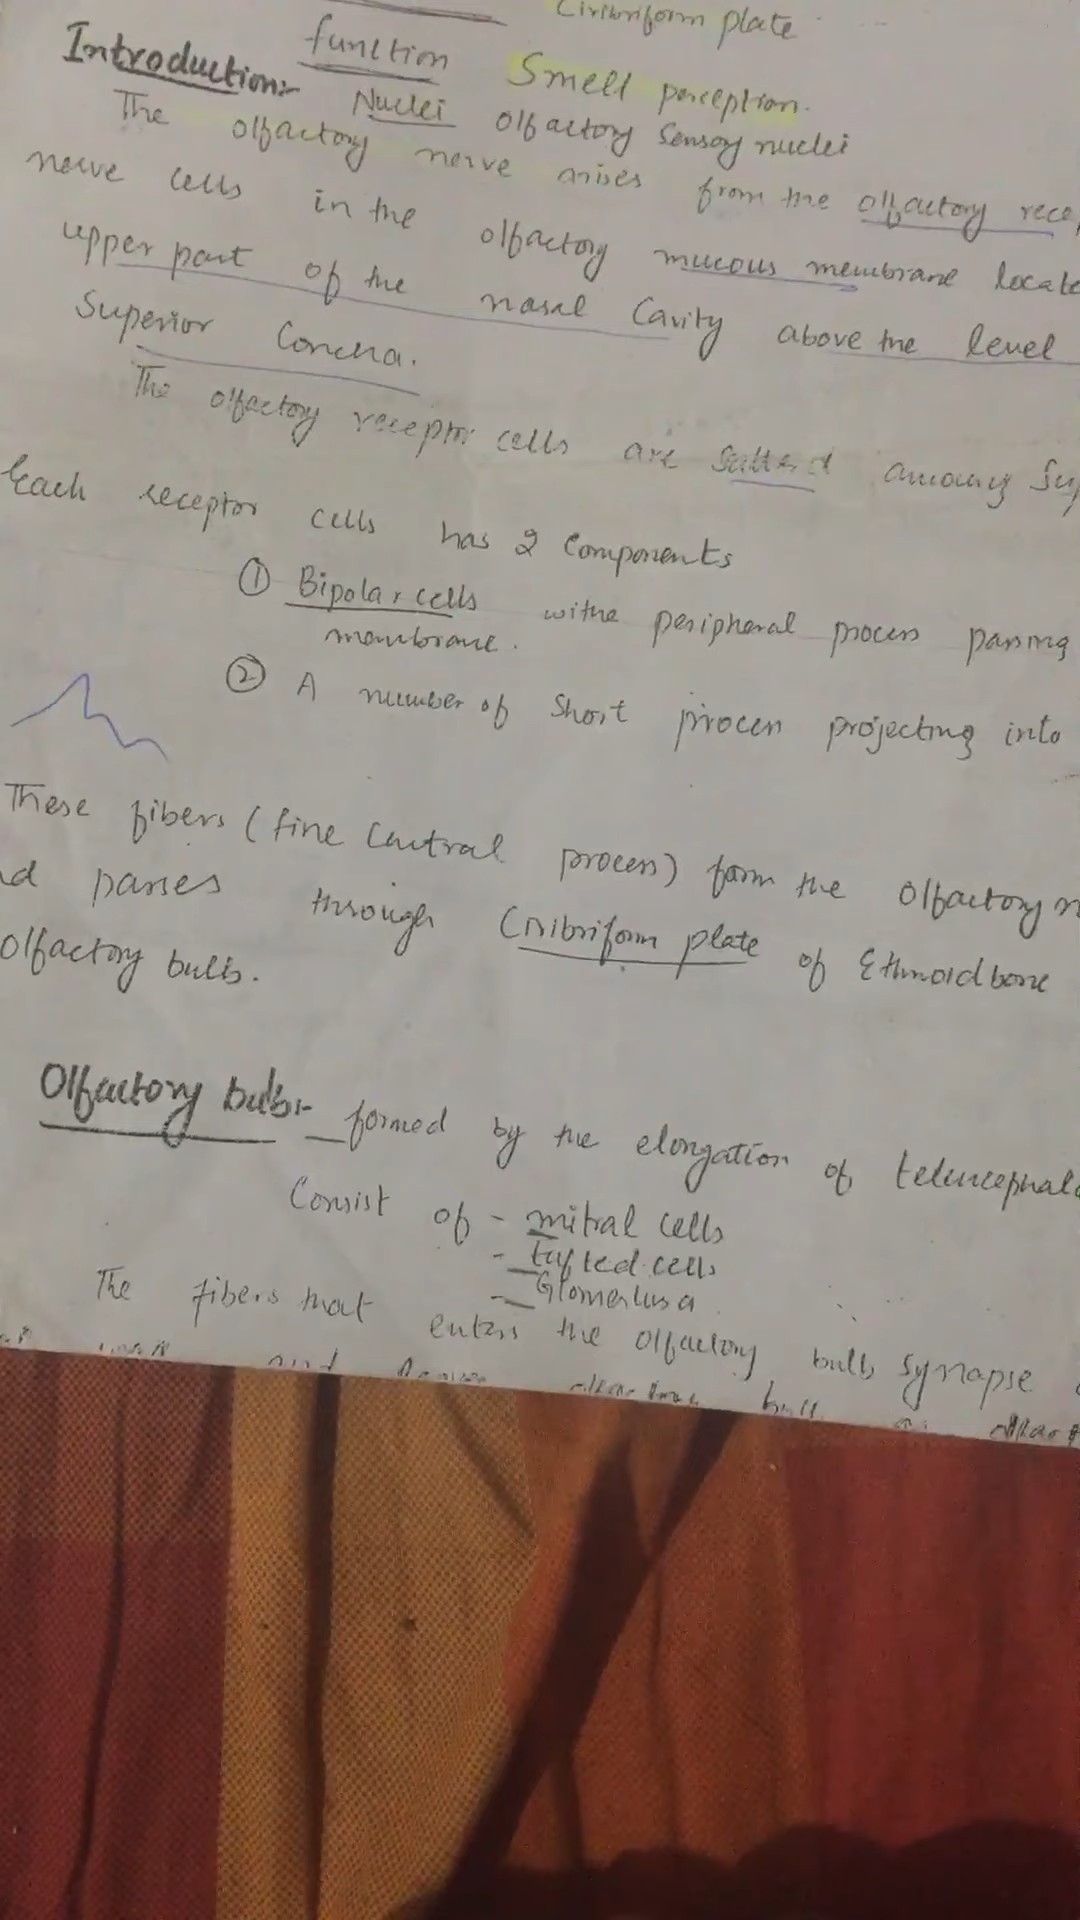 Cribriform plate
function Smell perception.
Nuclei Olfactory Sensory nuclei
Introduction:-
The olfactory nerve arises from the olfactory rece
nerve cells in the olfactory mucous membrane locate
upper part of the nasal Cavity above the level
Superior Concha.
The olfactory receptor cells are among Sup
Each receptor cells has 2 Components
① Bipolar cells withe peripheral process passing
membrane.
② A number of Short process projecting into
These fibers (fine Central process) form the Olfactory n
nd passes through Cribriform plate of Ethmoid bone
Olfactory bulb.
Olfactory bulb:- formed by the elongation of telencephalo
Consist of - mitral cells
- tufted cells
- Glomerulus a
The fibers that enters the olfactory bulb Synapse
and